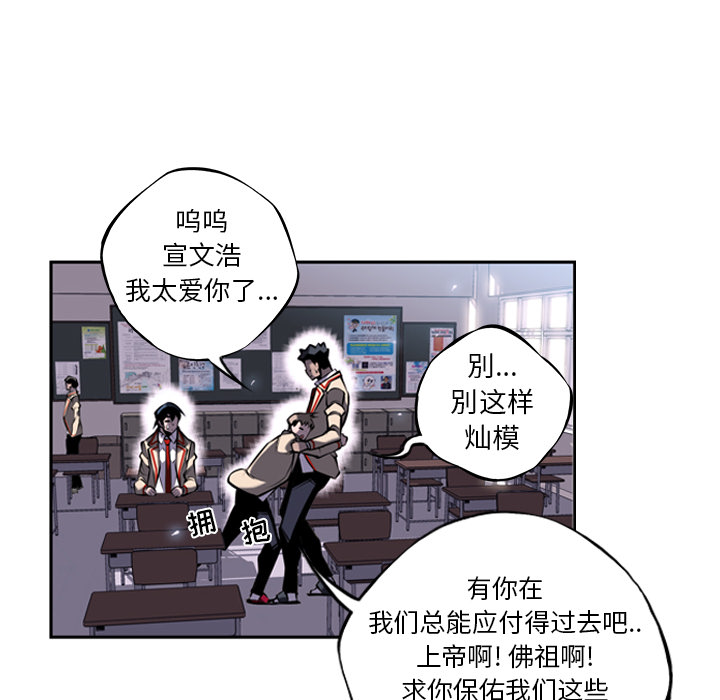 呜呜
宣文浩
我太爱你了...
別...
別这样
灿模
拥抱
有你在
我们总能应付得过去吧..
上帝啊! 佛祖啊!
求你保佑我们这些